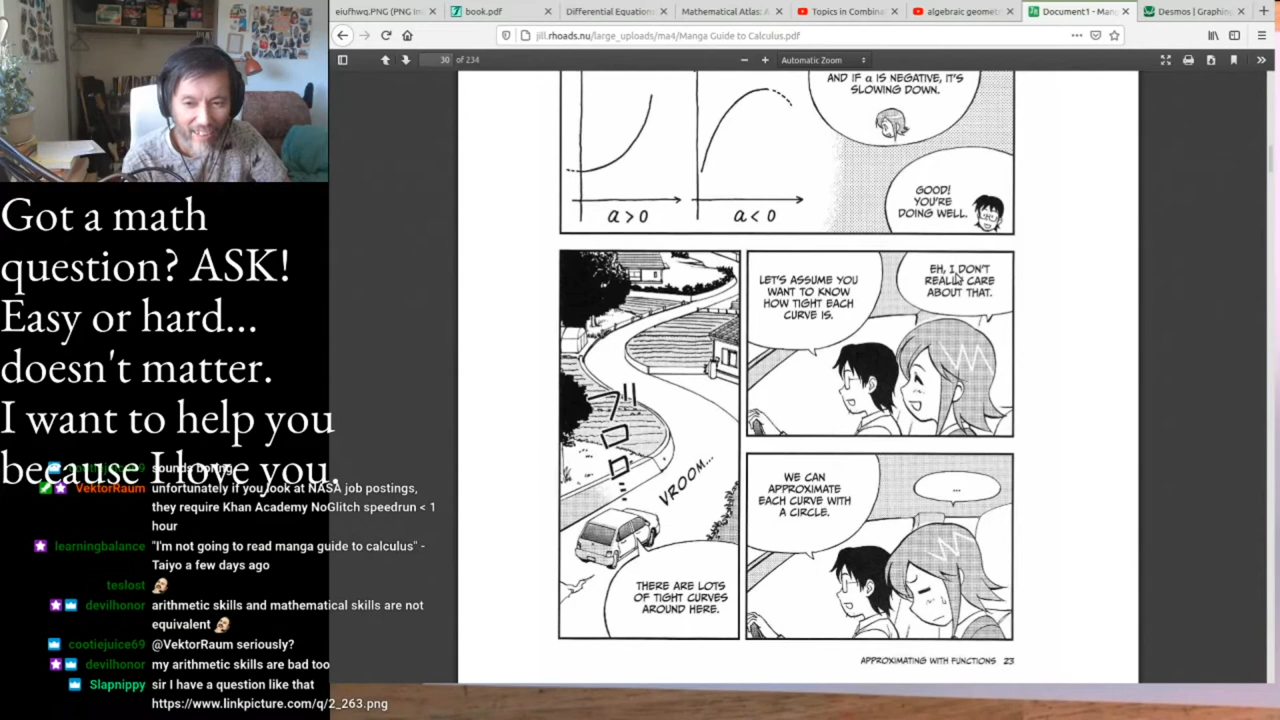 eiufhwq.PNG (PNG Im
book.pdf
Differential Equation
Mathematical Atlas: A
Topics in Combina
algebraic geomet
Document1 - Man
Desmos | Graphing
jill.rhoads.nu/large_uploads/ma4/Manga Guide to Calculus.pdf
30 of 234
Automatic Zoom
AND IF a IS NEGATIVE, IT'S
SLOWING DOWN.
GOOD!
YOU'RE
DOING WELL.
a > 0
a < 0
LET'S ASSUME YOU
WANT TO KNOW
HOW TIGHT EACH
CURVE IS.
EH, I DON'T
REALLY CARE
ABOUT THAT.
ブ
ロ
ロ
VROOM...
THERE ARE LOTS
OF TIGHT CURVES
AROUND HERE.
WE CAN
APPROXIMATE
EACH CURVE WITH
A CIRCLE.
...
APPROXIMATING WITH FUNCTIONS 23
Got a math
question? ASK!
Easy or hard...
doesn't matter.
I want to help you
because I love you.
cootiejuice69 sounds boring
VektorRaum unfortunately if you look at NASA job postings,
they require Khan Academy NoGlitch speedrun < 1
hour
learningbalance "I'm not going to read manga guide to calculus" -
Taiyo a few days ago
teslost
devilhonor arithmetic skills and mathematical skills are not
equivalent
cootiejuice69 @VektorRaum seriously?
devilhonor my arithmetic skills are bad too
Slapnippy sir I have a question like that
https://www.linkpicture.com/q/2_263.png